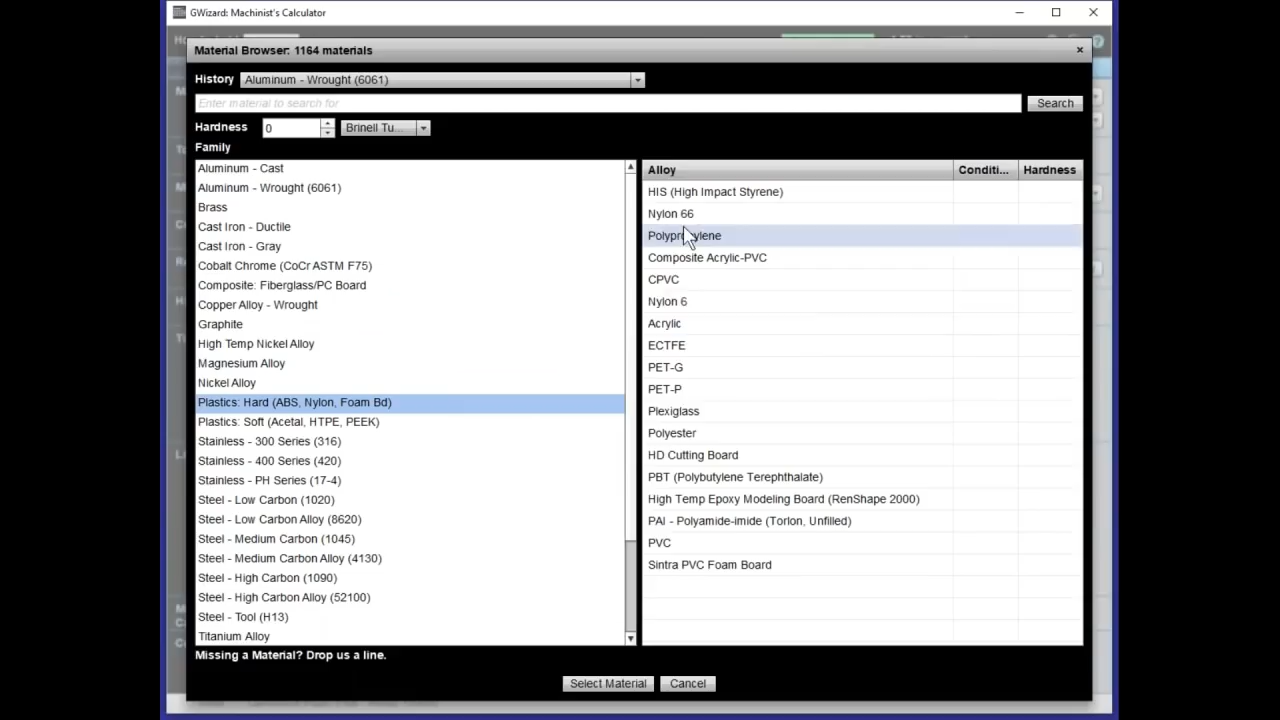 GWizard: Machinist's Calculator
Material Browser: 1164 materials
History Aluminum - Wrought (6061)
Enter material to search for Search
Hardness 0 Brinell Tu...
Family
Aluminum - Cast
Aluminum - Wrought (6061)
Brass
Cast Iron - Ductile
Cast Iron - Gray
Cobalt Chrome (CoCr ASTM F75)
Composite: Fiberglass/PC Board
Copper Alloy - Wrought
Graphite
High Temp Nickel Alloy
Magnesium Alloy
Nickel Alloy
Plastics: Hard (ABS, Nylon, Foam Bd)
Plastics: Soft (Acetal, HTPE, PEEK)
Stainless - 300 Series (316)
Stainless - 400 Series (420)
Stainless - PH Series (17-4)
Steel - Low Carbon (1020)
Steel - Low Carbon Alloy (8620)
Steel - Medium Carbon (1045)
Steel - Medium Carbon Alloy (4130)
Steel - High Carbon (1090)
Steel - High Carbon Alloy (52100)
Steel - Tool (H13)
Titanium Alloy
Alloy Conditi... Hardness
HIS (High Impact Styrene)
Nylon 66
Polypropylene
Composite Acrylic-PVC
CPVC
Nylon 6
Acrylic
ECTFE
PET-G
PET-P
Plexiglass
Polyester
HD Cutting Board
PBT (Polybutylene Terephthalate)
High Temp Epoxy Modeling Board (RenShape 2000)
PAI - Polyamide-imide (Torlon, Unfilled)
PVC
Sintra PVC Foam Board
Missing a Material? Drop us a line.
Select Material Cancel